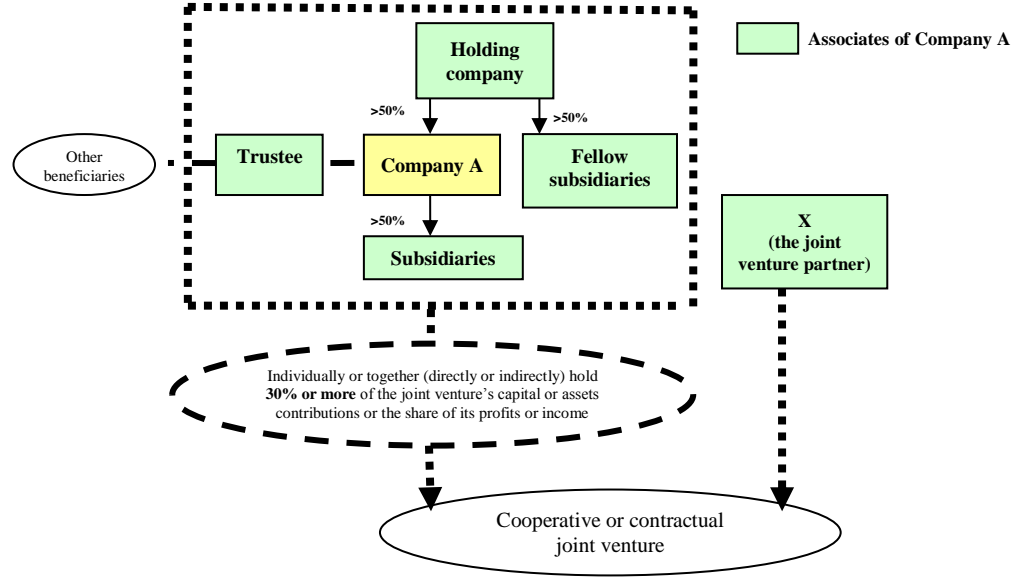 Holding
company
Associates of Company A
>50%
>50%
Other
beneficiaries
Trustee
Company A
Fellow
subsidiaries
>50%
Subsidiaries
X
(the joint
venture partner)
Individually or together (directly or indirectly) hold
30% or more of the joint venture's capital or assets
contributions or the share of its profits or income
Cooperative or contractual
joint venture